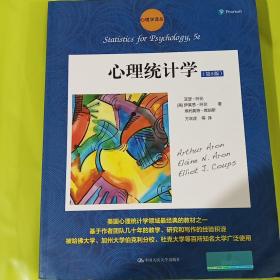 心理学译丛
Pearson
Statistics for Psychology, 5e
心理统计学
(第5版)
亚瑟·阿伦
[美]伊莱恩·阿伦 著
埃利奥特·库珀斯
方双虎 等 译
Arthur Aron
Elaine N. Aron
Elliot J. Coups
美国心理统计学领域最经典的教材之一
基于作者团队几十年的教学、研究和写作的经验积淀
被哈佛大学、加州大学伯克利分校、杜克大学等百所知名大学广泛使用
中国人民大学出版社